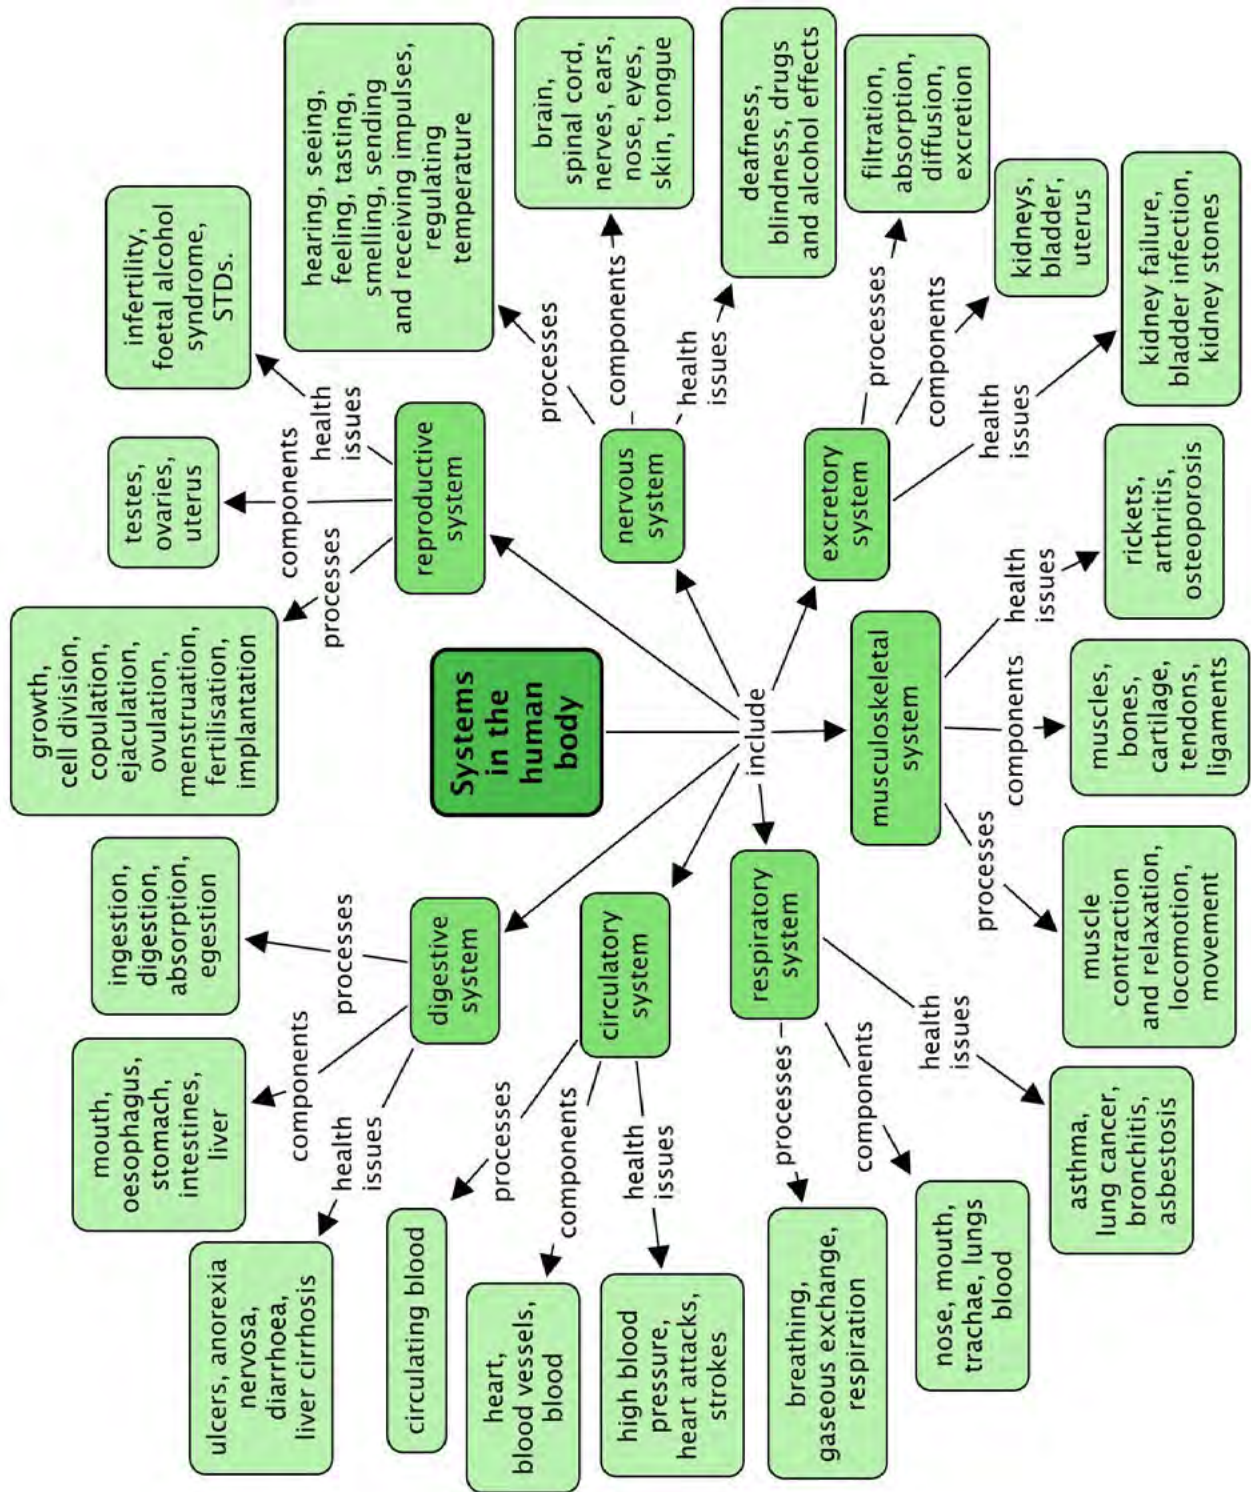 Systems
in the
human
body
include
digestive
system
processes
ingestion,
digestion,
absorption,
egestion
components
mouth,
oesophagus,
stomach,
intestines,
liver
health
issues
ulcers, anorexia
nervosa,
diarrhoea,
liver cirrhosis
circulatory
system
processes
circulating blood
components
heart,
blood vessels,
blood
health
issues
high blood
pressure,
heart attacks,
strokes
respiratory
system
processes
breathing,
gaseous exchange,
respiration
components
nose, mouth,
trachae, lungs
blood
health
issues
asthma,
lung cancer,
bronchitis,
asbestosis
musculoskeletal
system
processes
muscle
contraction
and relaxation,
locomotion,
movement
components
muscles,
bones,
cartilage,
tendons,
ligaments
health
issues
rickets,
arthritis,
osteoporosis
excretory
system
processes
filtration,
absorption,
diffusion,
excretion
components
kidneys,
bladder,
uterus
health
issues
kidney failure,
bladder infection,
kidney stones
nervous
system
processes
hearing, seeing,
feeling, tasting,
smelling, sending
and receiving impulses,
regulating
temperature
components
brain,
spinal cord,
nerves, ears,
nose, eyes,
skin, tongue
health
issues
deafness,
blindness, drugs
and alcohol effects
reproductive
system
processes
growth,
cell division,
copulation,
ejaculation,
ovulation,
menstruation,
fertilisation,
implantation
components
testes,
ovaries,
uterus
health
issues
infertility,
foetal alcohol
syndrome,
STDs.